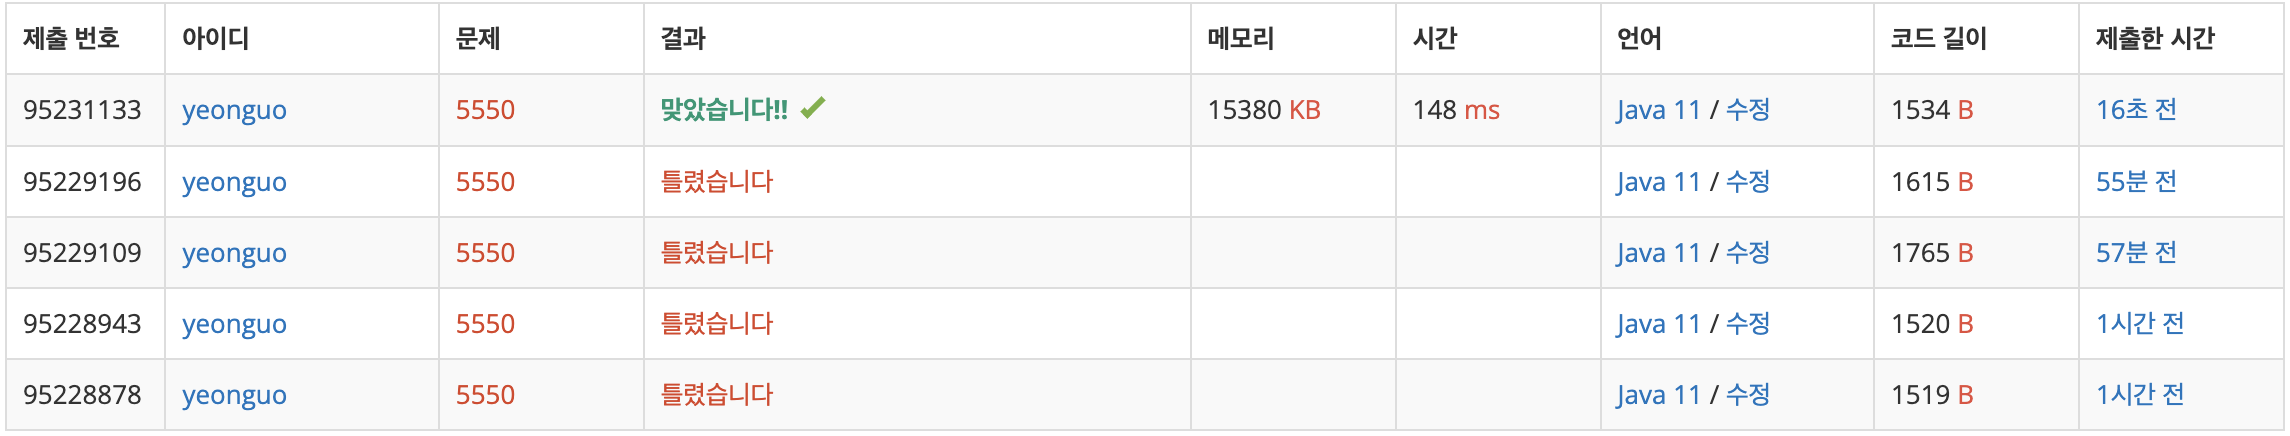 제출 번호 아이디 문제 결과 메모리 시간 언어 코드 길이 제출한 시간
95231133 yeonguo 5550 맞았습니다!! 15380 KB 148 ms Java 11 / 수정 1534 B 16초 전
95229196 yeonguo 5550 틀렸습니다 Java 11 / 수정 1615 B 55분 전
95229109 yeonguo 5550 틀렸습니다 Java 11 / 수정 1765 B 57분 전
95228943 yeonguo 5550 틀렸습니다 Java 11 / 수정 1520 B 1시간 전
95228878 yeonguo 5550 틀렸습니다 Java 11 / 수정 1519 B 1시간 전